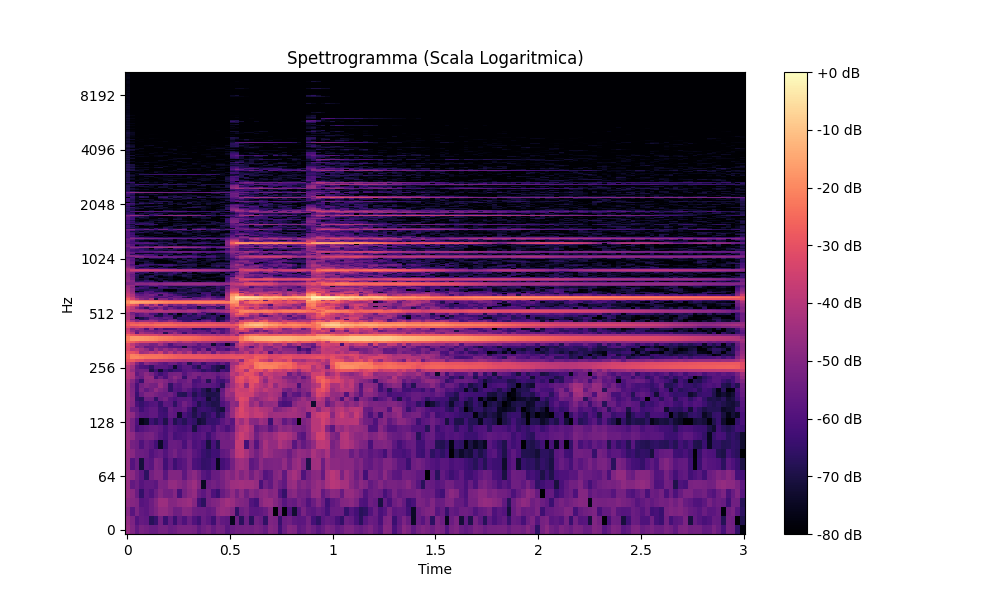 Spettrogramma (Scala Logaritmica)
Hz
8192
4096
2048
1024
512
256
128
64
0
0
0.5
1
1.5
2
2.5
3
Time
+0 dB
-10 dB
-20 dB
-30 dB
-40 dB
-50 dB
-60 dB
-70 dB
-80 dB